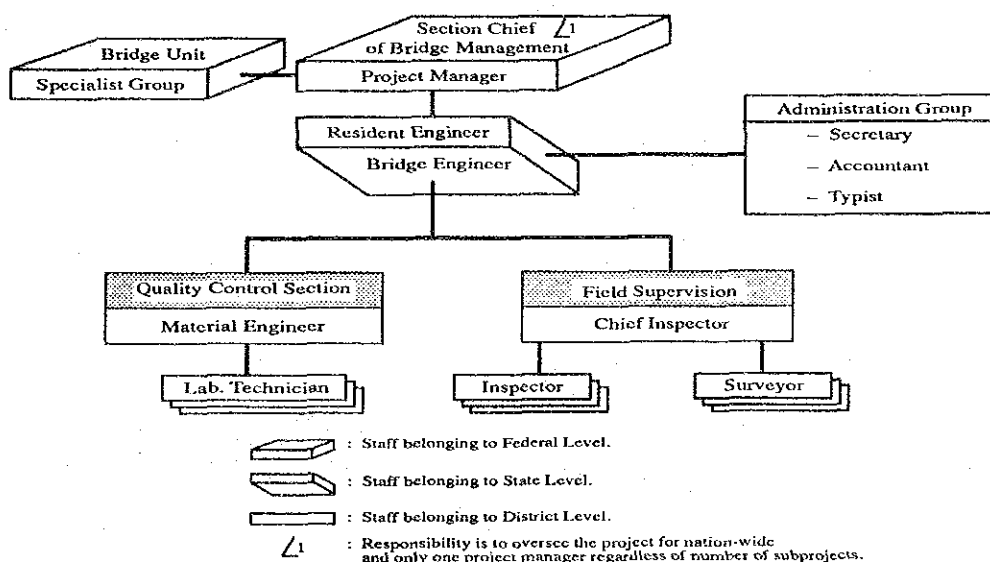 Section Chief ∠1
of Bridge Management
Project Manager
Bridge Unit
Specialist Group
Resident Engineer
Bridge Engineer
Administration Group
– Secretary
– Accountant
– Typist
Quality Control Section
Material Engineer
Field Supervision
Chief Inspector
Lab. Technician
Inspector
Surveyor
: Staff belonging to Federal Level.
: Staff belonging to State Level.
: Staff belonging to District Level.
∠1 : Responsibility is to oversee the project for nation-wide
and only one project manager regardless of number of subprojects.